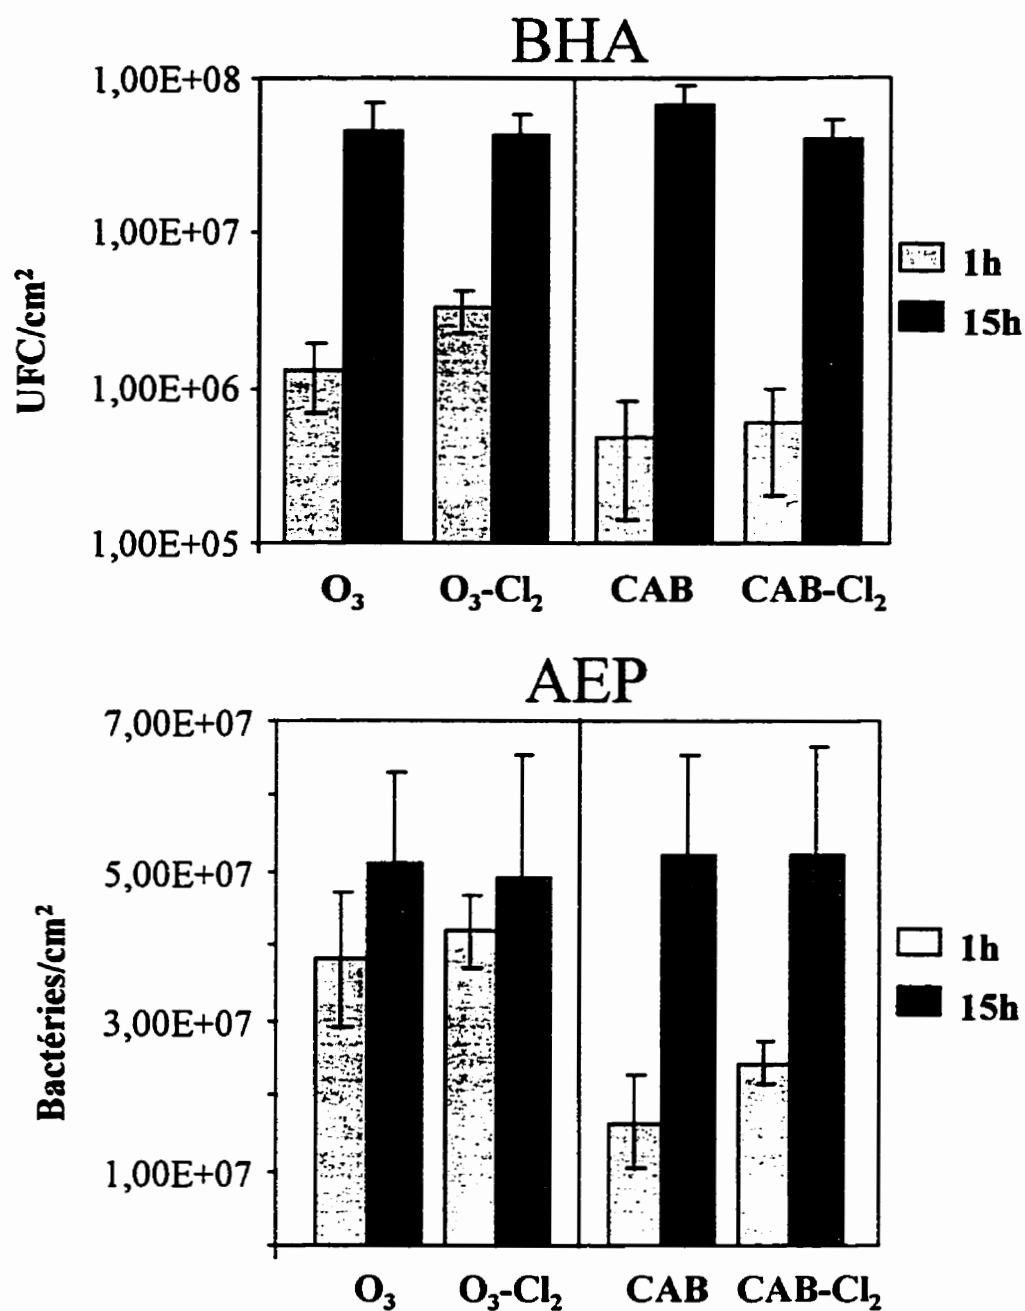 BHA
1,00E+08
1,00E+07
1,00E+06
1,00E+05
UFC/cm²
1h
15h
O₃ O₃-Cl₂ CAB CAB-Cl₂
AEP
7,00E+07
5,00E+07
3,00E+07
1,00E+07
Bactéries/cm²
1h
15h
O₃ O₃-Cl₂ CAB CAB-Cl₂